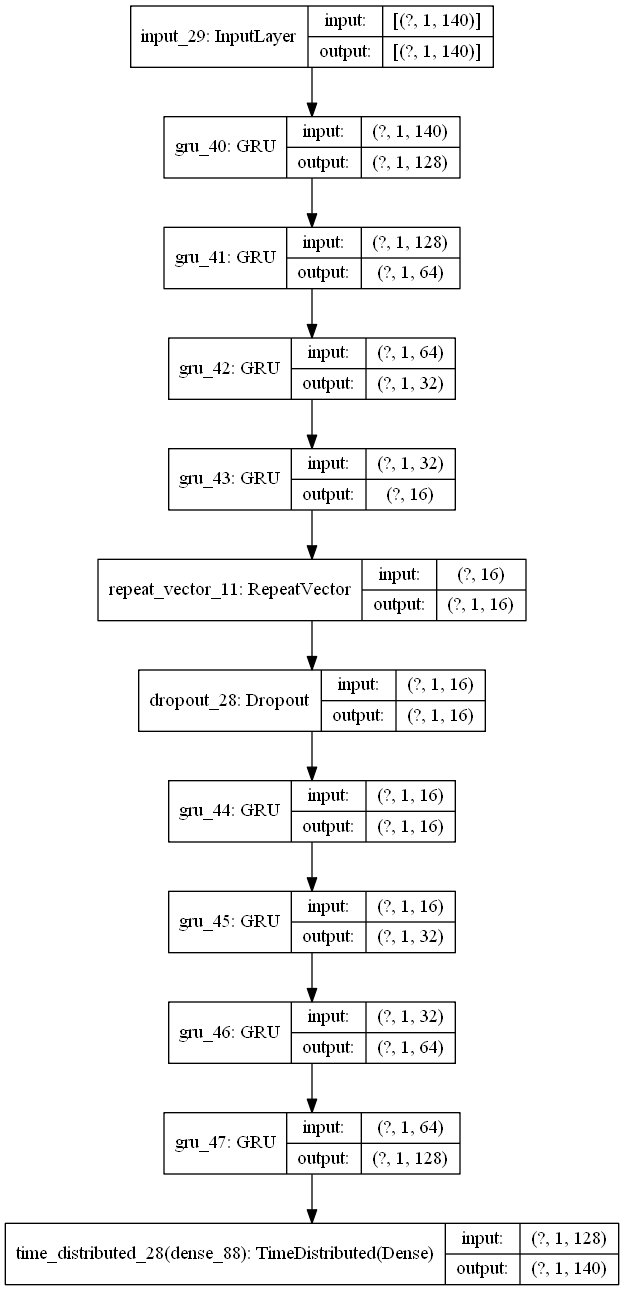 input_29: InputLayer
input: [(?, 1, 140)]
output: [(?, 1, 140)]
gru_40: GRU
input: (?, 1, 140)
output: (?, 1, 128)
gru_41: GRU
input: (?, 1, 128)
output: (?, 1, 64)
gru_42: GRU
input: (?, 1, 64)
output: (?, 1, 32)
gru_43: GRU
input: (?, 1, 32)
output: (?, 16)
repeat_vector_11: RepeatVector
input: (?, 16)
output: (?, 1, 16)
dropout_28: Dropout
input: (?, 1, 16)
output: (?, 1, 16)
gru_44: GRU
input: (?, 1, 16)
output: (?, 1, 16)
gru_45: GRU
input: (?, 1, 16)
output: (?, 1, 32)
gru_46: GRU
input: (?, 1, 32)
output: (?, 1, 64)
gru_47: GRU
input: (?, 1, 64)
output: (?, 1, 128)
time_distributed_28(dense_88): TimeDistributed(Dense)
input: (?, 1, 128)
output: (?, 1, 140)